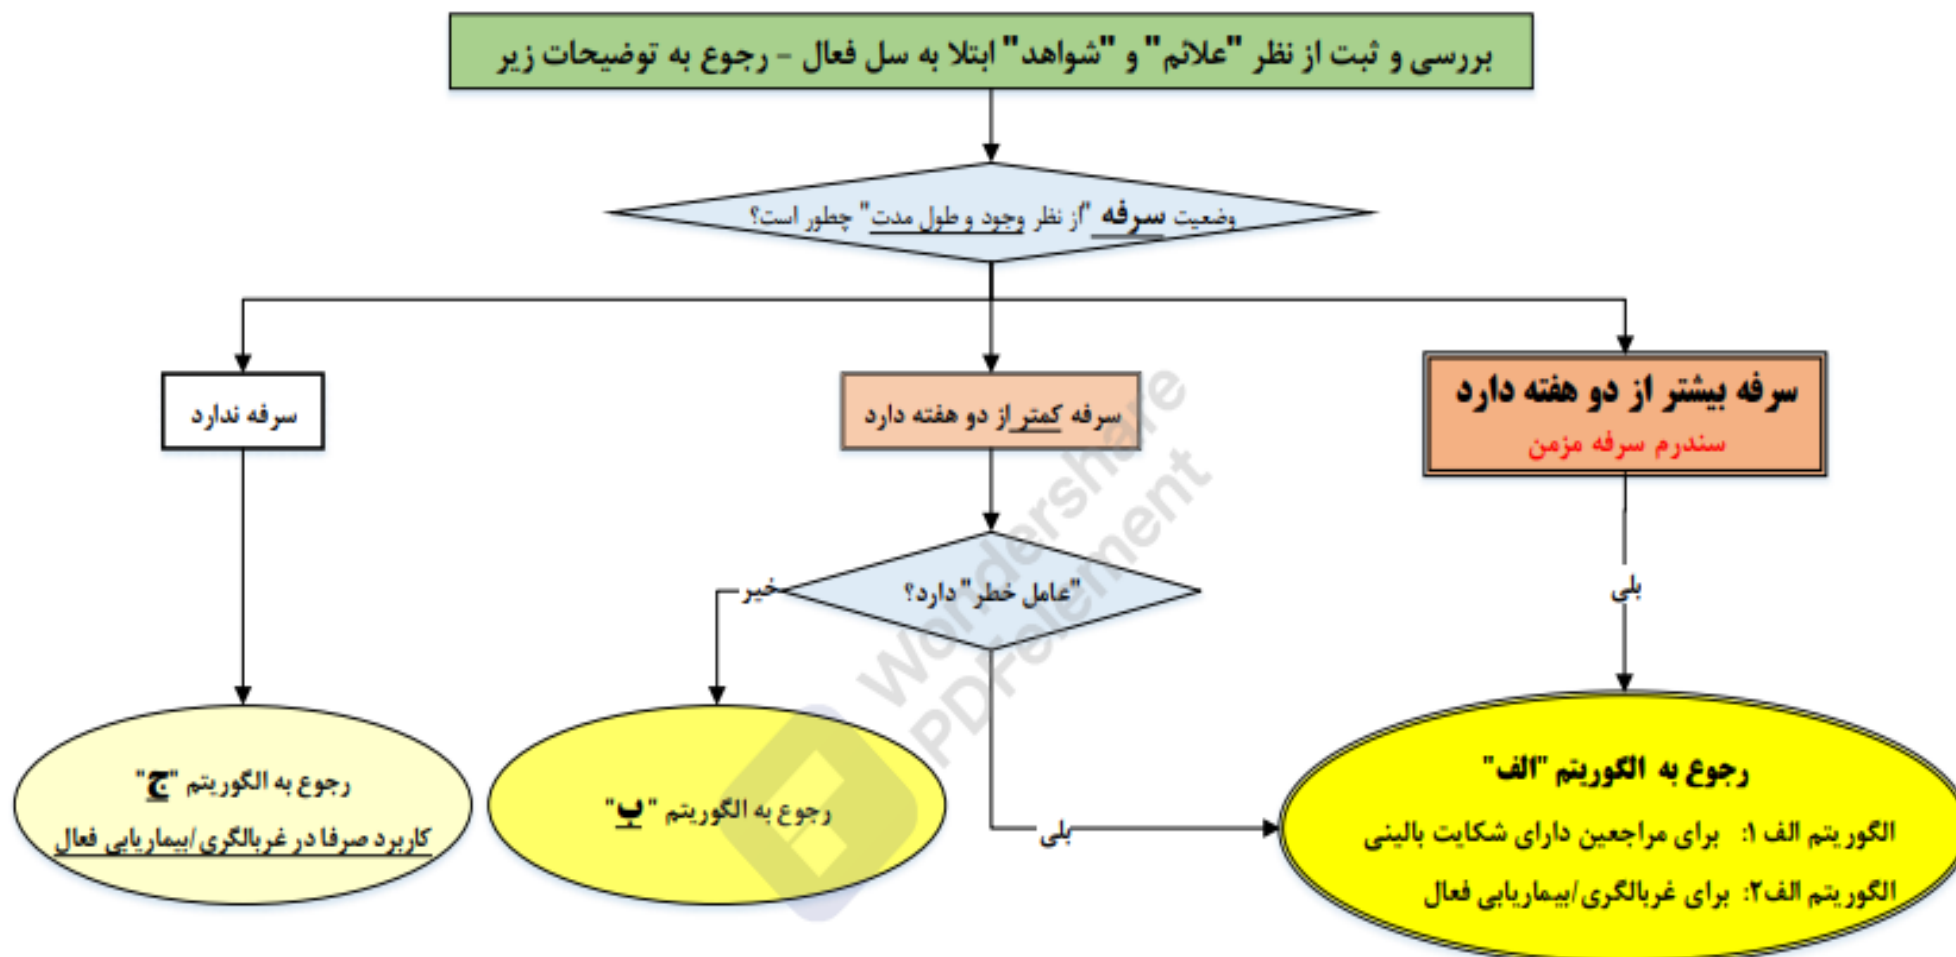 بررسی و ثبت از نظر "علائم" و "شواهد" ابتلا به سل فعال - رجوع به توضیحات زیر
وضعیت سرفه "از نظر وجود و طول مدت" چطور است؟
سرفه بیشتر از دو هفته دارد
سندرم سرفه مزمن
سرفه کمتر از دو هفته دارد
سرفه ندارد
"عامل خطر" دارد؟
خیر
بلی
بلی
رجوع به الگوریتم "الف"
الگوریتم الف ۱: برای مراجعین دارای شکایت بالینی
الگوریتم الف۲: برای غربالگری/بیماریابی فعال
رجوع به الگوریتم "ب"
رجوع به الگوریتم "ج"
کاربرد صرفا در غربالگری/بیماریابی فعال
Wondershare
PDFelement